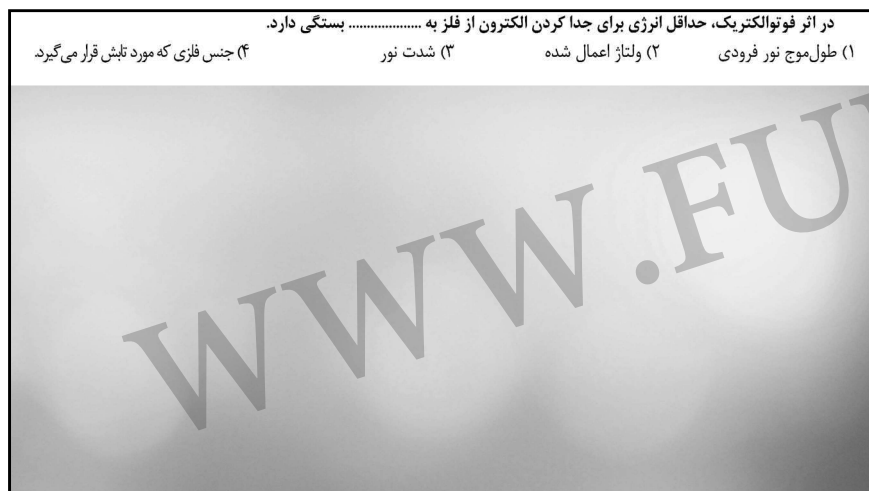 در اثر فوتوالکتریک، حداقل انرژی برای جدا کردن الکترون از فلز به .................... بستگی دارد.
۱) طول‌موج نور فرودی ۲) ولتاژ اعمال شده ۳) شدت نور ۴) جنس فلزی که مورد تابش قرار می‌گیرد.
WWW.FU